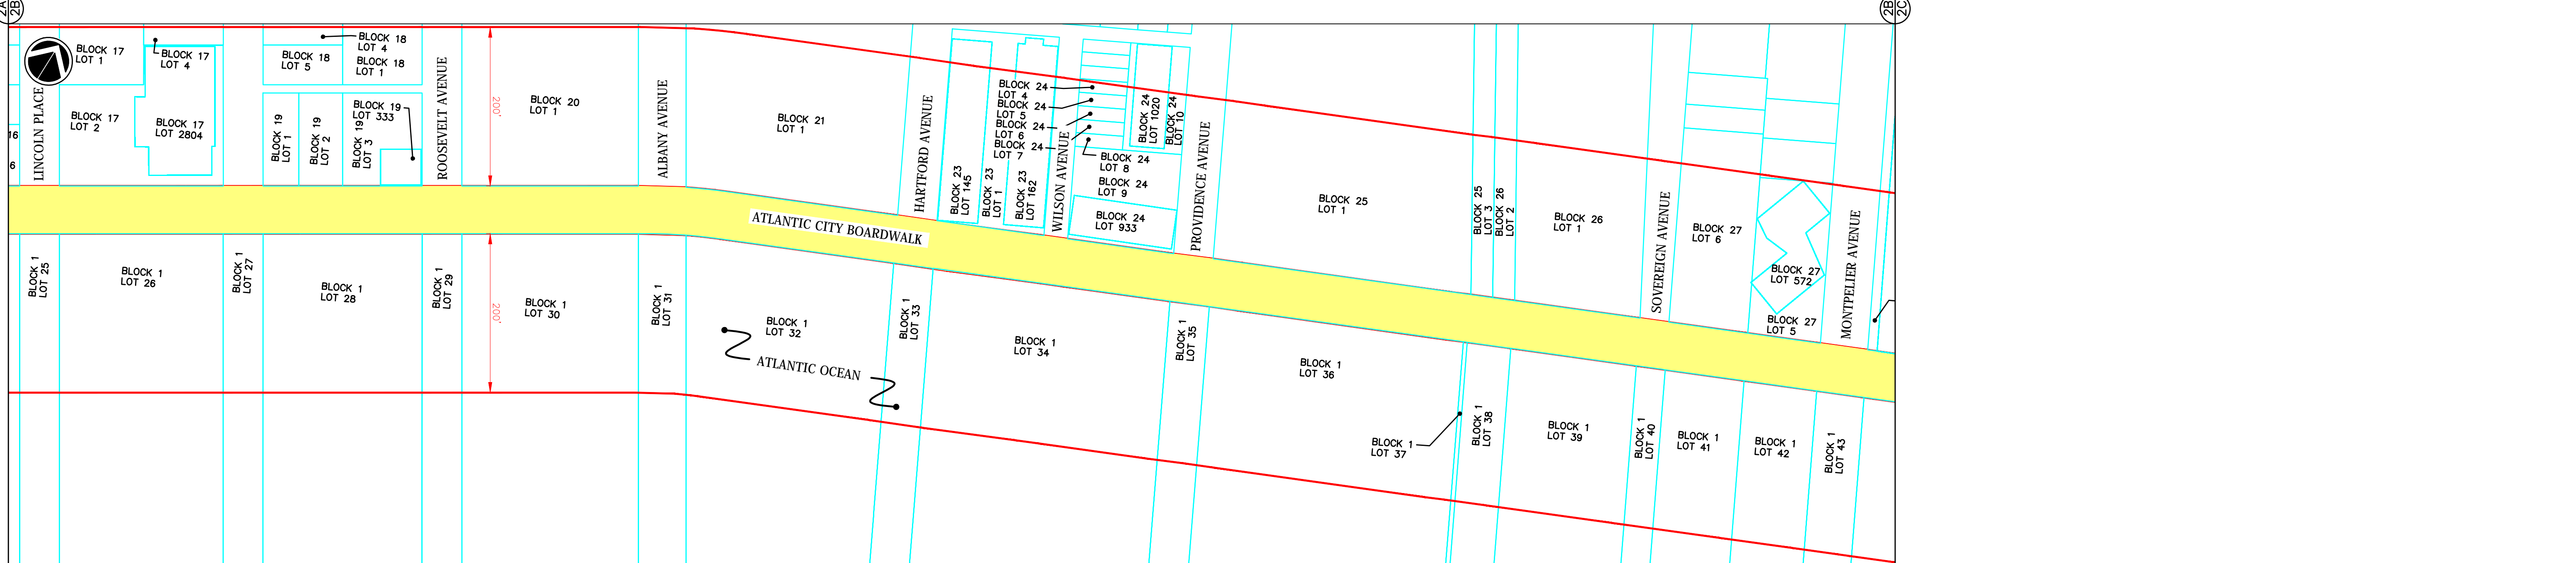 2A
2B
2B
2C
BLOCK 17
LOT 1
BLOCK 17
LOT 4
BLOCK 17
LOT 2
BLOCK 17
LOT 2804
16
6
LINCOLN PLACE
BLOCK 18
LOT 4
BLOCK 18
LOT 5
BLOCK 18
LOT 1
BLOCK 19
LOT 1
BLOCK 19
LOT 2
BLOCK 19
LOT 3
BLOCK 19
LOT 333
ROOSEVELT AVENUE
200'
BLOCK 20
LOT 1
ALBANY AVENUE
BLOCK 21
LOT 1
HARTFORD AVENUE
BLOCK 23
LOT 145
BLOCK 23
LOT 1
BLOCK 23
LOT 162
WILSON AVENUE
BLOCK 24
LOT 4
BLOCK 24
LOT 5
BLOCK 24
LOT 6
BLOCK 24
LOT 7
BLOCK 24
LOT 8
BLOCK 24
LOT 9
BLOCK 24
LOT 933
BLOCK 24
LOT 1020
BLOCK 24
LOT 10
PROVIDENCE AVENUE
BLOCK 25
LOT 1
BLOCK 25
LOT 3
BLOCK 26
LOT 2
BLOCK 26
LOT 1
SOVEREIGN AVENUE
BLOCK 27
LOT 6
BLOCK 27
LOT 572
BLOCK 27
LOT 5
MONTPELIER AVENUE
ATLANTIC CITY BOARDWALK
BLOCK 1
LOT 25
BLOCK 1
LOT 26
BLOCK 1
LOT 27
BLOCK 1
LOT 28
BLOCK 1
LOT 29
200'
BLOCK 1
LOT 30
BLOCK 1
LOT 31
BLOCK 1
LOT 32
ATLANTIC OCEAN
BLOCK 1
LOT 33
BLOCK 1
LOT 34
BLOCK 1
LOT 35
BLOCK 1
LOT 36
BLOCK 1
LOT 37
BLOCK 1
LOT 38
BLOCK 1
LOT 39
BLOCK 1
LOT 40
BLOCK 1
LOT 41
BLOCK 1
LOT 42
BLOCK 1
LOT 43